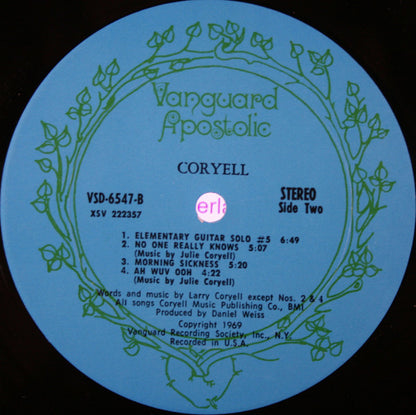 Vanguard
Apostolic
CORYELL
VSD-6547-B
XSV 222357
STEREO
Side Two
1. ELEMENTARY GUITAR SOLO #5 6:49
2. NO ONE REALLY KNOWS 5:07
(Music by Julie Coryell)
3. MORNING SICKNESS 5:20
4. AH WUV OOH 4:22
(Music by Julie Coryell)
Words and music by Larry Coryell except Nos. 2 & 4
All songs Coryell Music Publishing Co., BMI
Produced by Daniel Weiss
Copyright 1969
Vanguard Recording Society, Inc., N.Y.
Recorded in U.S.A.